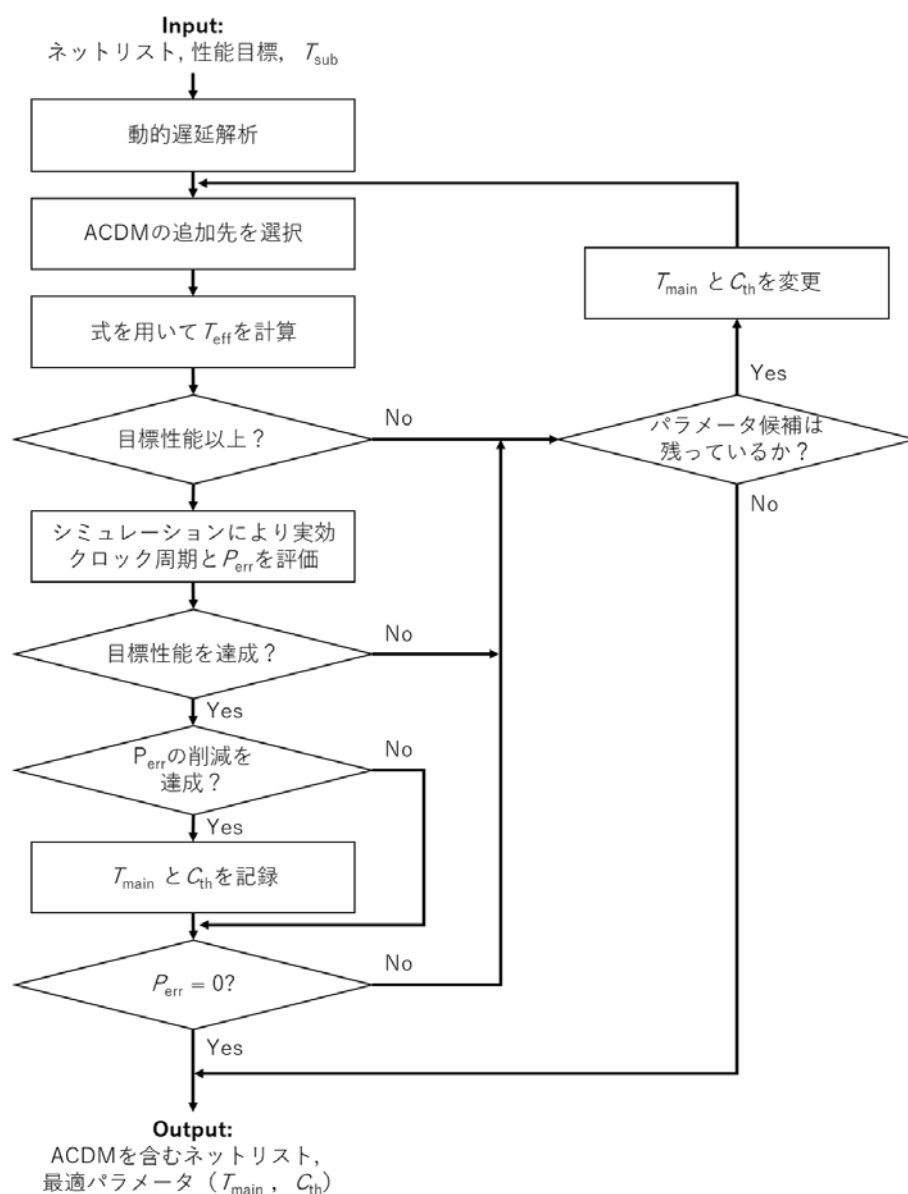 Input:
ネットリスト, 性能目標, Tsub
動的遅延解析
ACDMの追加先を選択
Tmain とCthを変更
式を用いてTeffを計算
Yes
No
目標性能以上？
パラメータ候補は
残っているか？
No
シミュレーションにより実効
クロック周期とPerrを評価
No
目標性能を達成？
Yes
No
Perrの削減を
達成？
Yes
Tmain とCthを記録
No
Perr = 0?
Yes
Output:
ACDMを含むネットリスト,
最適パラメータ（Tmain , Cth）